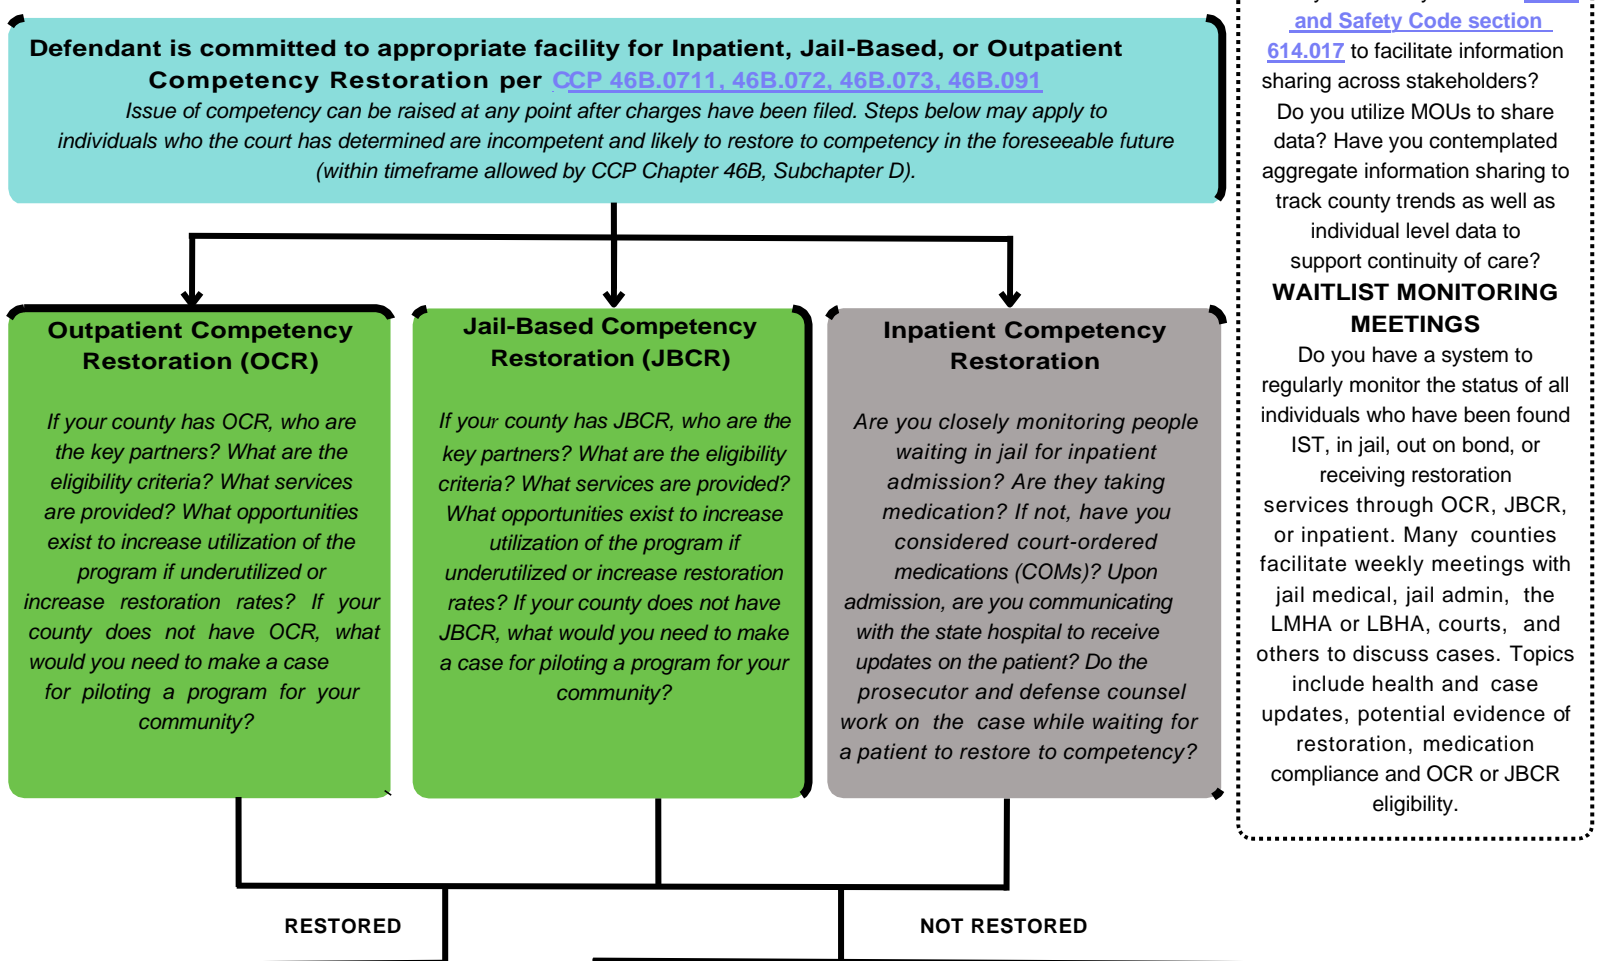 Defendant is committed to appropriate facility for Inpatient, Jail-Based, or Outpatient
Competency Restoration per CCP 46B.0711, 46B.072, 46B.073, 46B.091
Issue of competency can be raised at any point after charges have been filed. Steps below may apply to
individuals who the court has determined are incompetent and likely to restore to competency in the foreseeable future
(within timeframe allowed by CCP Chapter 46B, Subchapter D).
Outpatient Competency
Restoration (OCR)
If your county has OCR, who are
the key partners? What are the
eligibility criteria? What services
are provided? What opportunities
exist to increase utilization of the
program if underutilized or
increase restoration rates? If your
county does not have OCR, what
would you need to make a case
for piloting a program for your
community?
Jail-Based Competency
Restoration (JBCR)
If your county has JBCR, who are the
key partners? What are the eligibility
criteria? What services are provided?
What opportunities exist to increase
utilization of the program if
underutilized or increase restoration
rates? If your county does not have
JBCR, what would you need to make
a case for piloting a program for your
community?
Inpatient Competency
Restoration
Are you closely monitoring people
waiting in jail for inpatient
admission? Are they taking
medication? If not, have you
considered court-ordered
medications (COMs)? Upon
admission, are you communicating
with the state hospital to receive
updates on the patient? Do the
prosecutor and defense counsel
work on the case while waiting for
a patient to restore to competency?
RESTORED
NOT RESTORED
and Safety Code section
614.017 to facilitate information
sharing across stakeholders?
Do you utilize MOUs to share
data? Have you contemplated
aggregate information sharing to
track county trends as well as
individual level data to
support continuity of care?
WAITLIST MONITORING
MEETINGS
Do you have a system to
regularly monitor the status of all
individuals who have been found
IST, in jail, out on bond, or
receiving restoration
services through OCR, JBCR,
or inpatient. Many counties
facilitate weekly meetings with
jail medical, jail admin, the
LMHA or LBHA, courts, and
others to discuss cases. Topics
include health and case
updates, potential evidence of
restoration, medication
compliance and OCR or JBCR
eligibility.